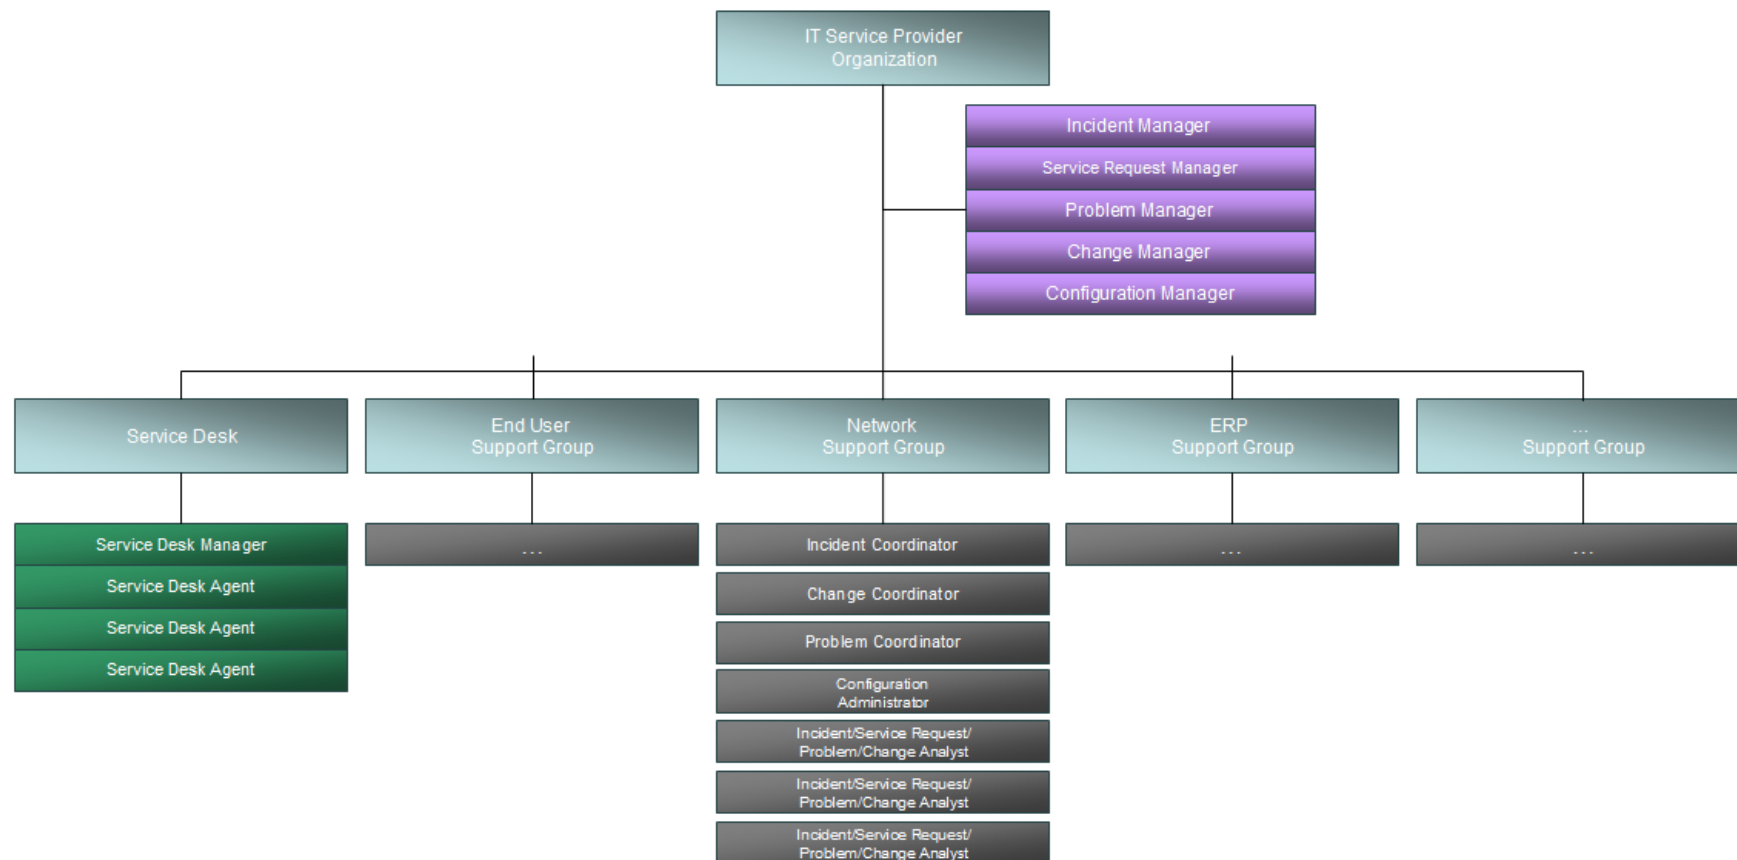 IT Service Provider
Organization
Incident Manager
Service Request Manager
Problem Manager
Change Manager
Configuration Manager
Service Desk
End User
Support Group
Network
Support Group
ERP
Support Group
...
Support Group
Service Desk Manager
Service Desk Agent
Service Desk Agent
Service Desk Agent
...
Incident Coordinator
Change Coordinator
Problem Coordinator
Configuration
Administrator
Incident/Service Request/
Problem/Change Analyst
Incident/Service Request/
Problem/Change Analyst
Incident/Service Request/
Problem/Change Analyst
...
...